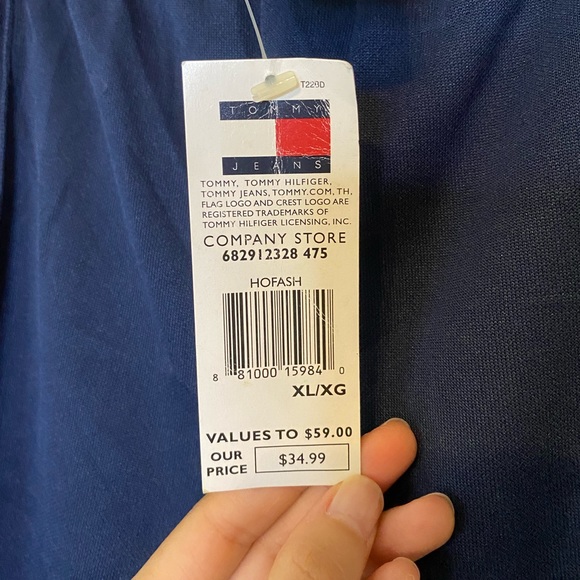 T22BD
TOMMY
JEANS
TOMMY, TOMMY HILFIGER,
TOMMY JEANS, TOMMY.COM, TH,
FLAG LOGO AND CREST LOGO ARE
REGISTERED TRADEMARKS OF
TOMMY HILFIGER LICENSING, INC.
COMPANY STORE
682912328 475
HOFASH
8 81000 15984 0
XL/XG
VALUES TO $59.00
OUR PRICE $34.99